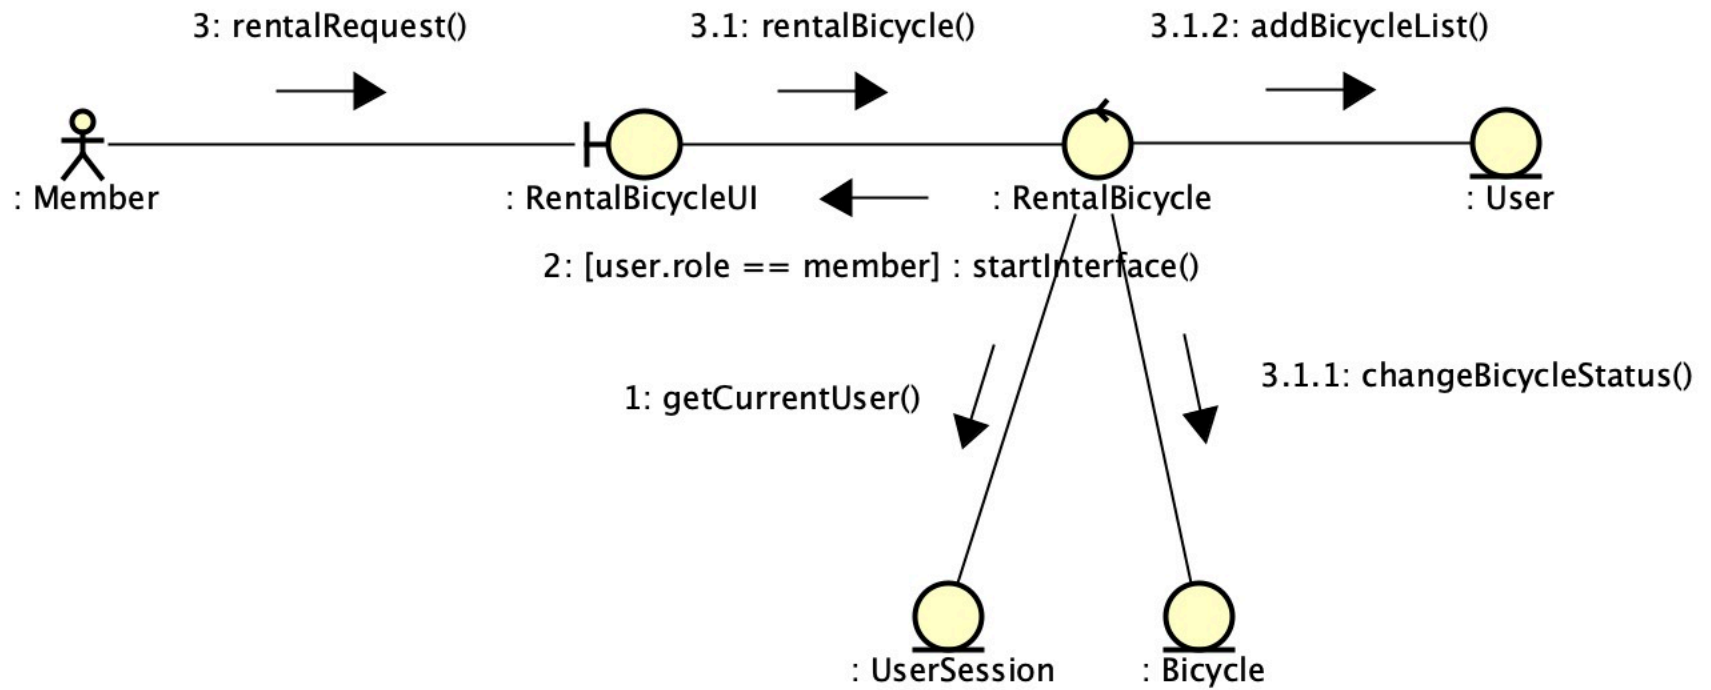 3: rentalRequest()
3.1: rentalBicycle()
3.1.2: addBicycleList()
: Member
: RentalBicycleUI
: RentalBicycle
: User
2: [user.role == member] : startInterface()
1: getCurrentUser()
3.1.1: changeBicycleStatus()
: UserSession
: Bicycle